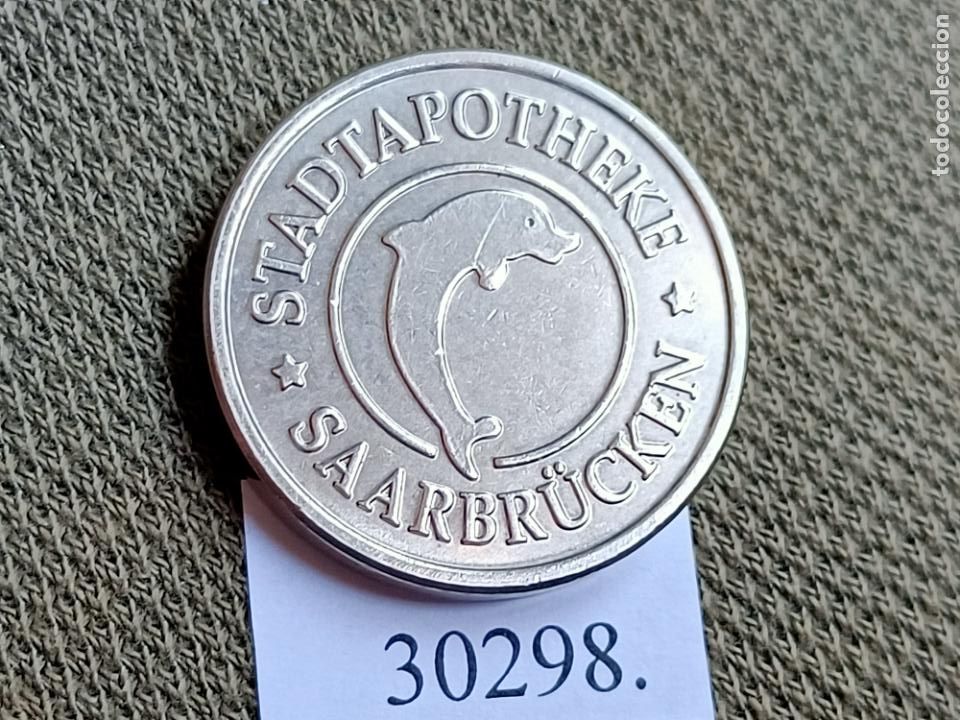 STADTAPOTHEKE
SAARBRÜCKEN
30298.
todocoleccion